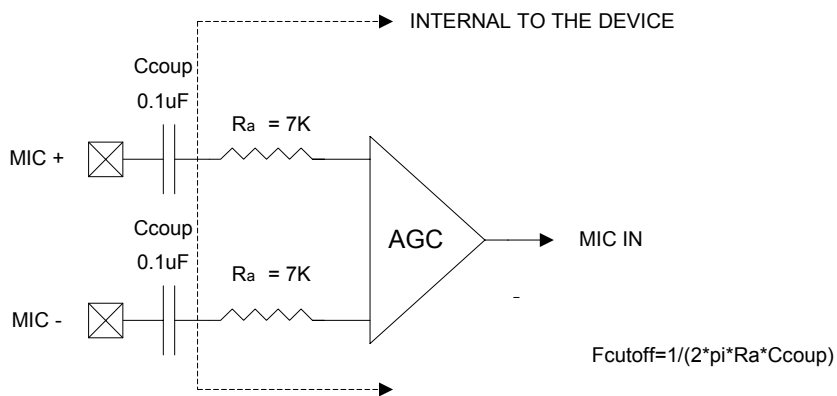 INTERNAL TO THE DEVICE
Ccoup
0.1uF
Ra = 7K
MIC +
AGC
MIC IN
Ccoup
0.1uF
Ra = 7K
MIC -
Fcutoff=1/(2*pi*Ra*Ccoup)